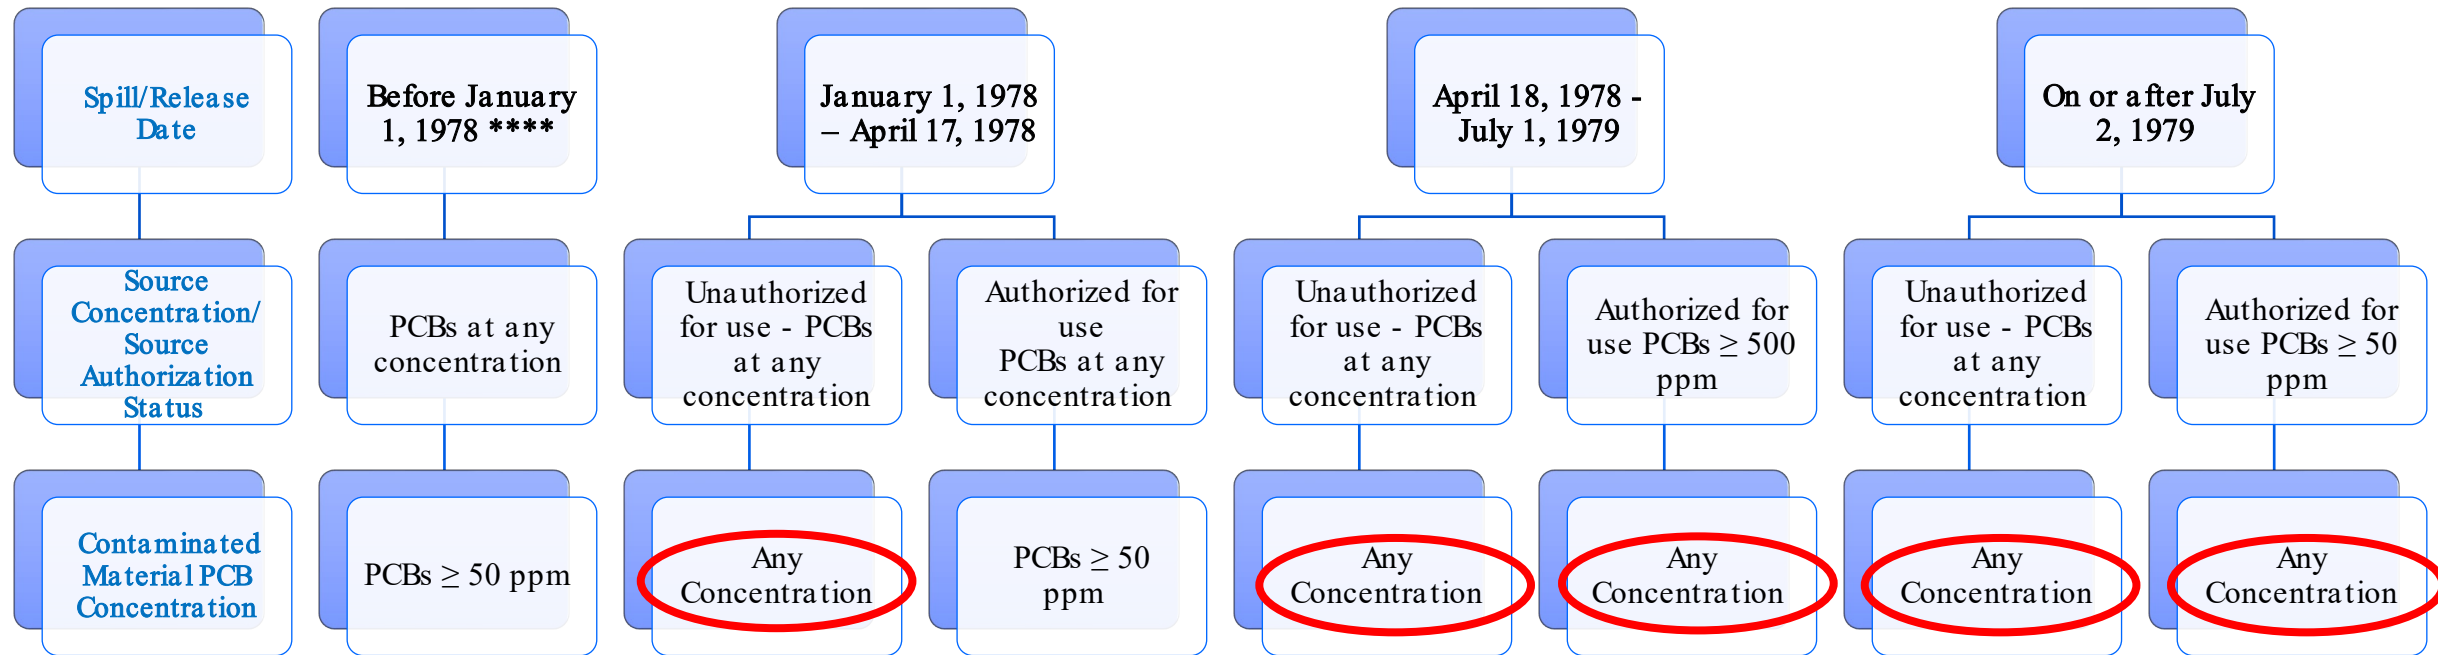 Spill/Release
Date
Before January
1, 1978 ****
January 1, 1978
– April 17, 1978
April 18, 1978 -
July 1, 1979
On or after July
2, 1979
Source
Concentration/
Source
Authorization
Status
PCBs at any
concentration
Unauthorized
for use - PCBs
at any
concentration
Authorized for
use
PCBs at any
concentration
Unauthorized
for use - PCBs
at any
concentration
Authorized for
use PCBs ≥ 500
ppm
Unauthorized
for use - PCBs
at any
concentration
Authorized for
use PCBs ≥ 50
ppm
Contaminated
Material PCB
Concentration
PCBs ≥ 50 ppm
Any
Concentration
PCBs ≥ 50
ppm
Any
Concentration
Any
Concentration
Any
Concentration
Any
Concentration